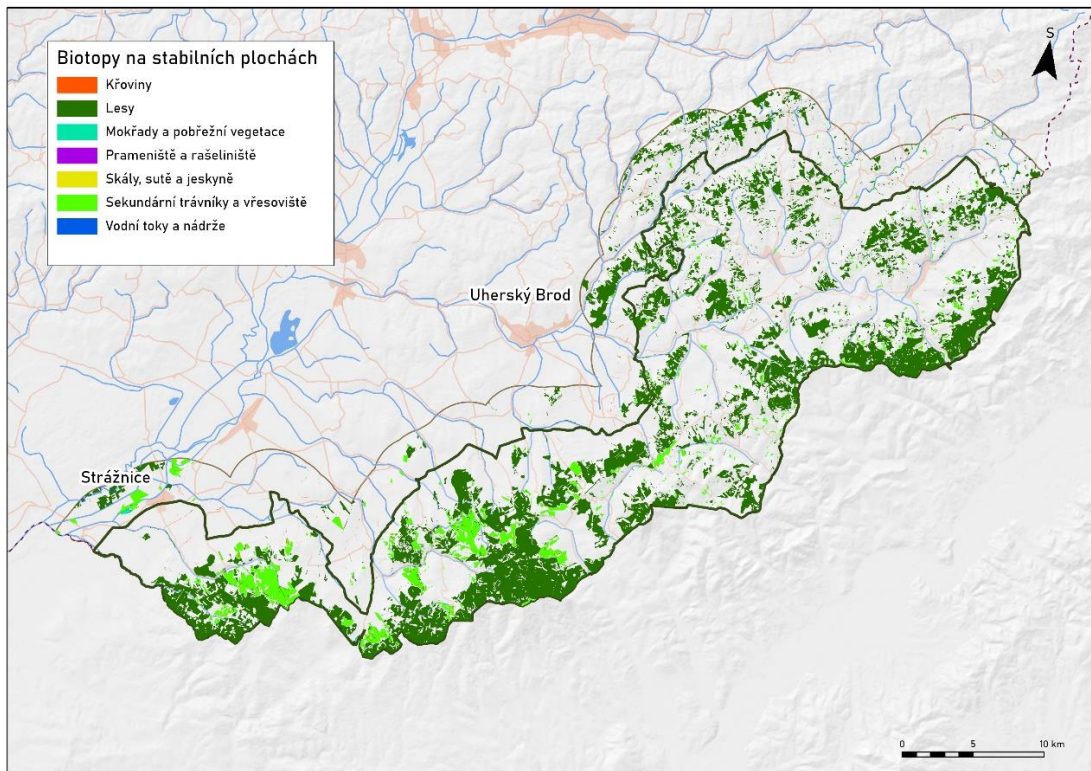 Biotopy na stabilních plochách
Křoviny
Lesy
Mokřady a pobřežní vegetace
Prameniště a rašeliniště
Skály, sutě a jeskyně
Sekundární trávníky a vřesoviště
Vodní toky a nádrže
S
Uherský Brod
Strážnice
0 5 10 km